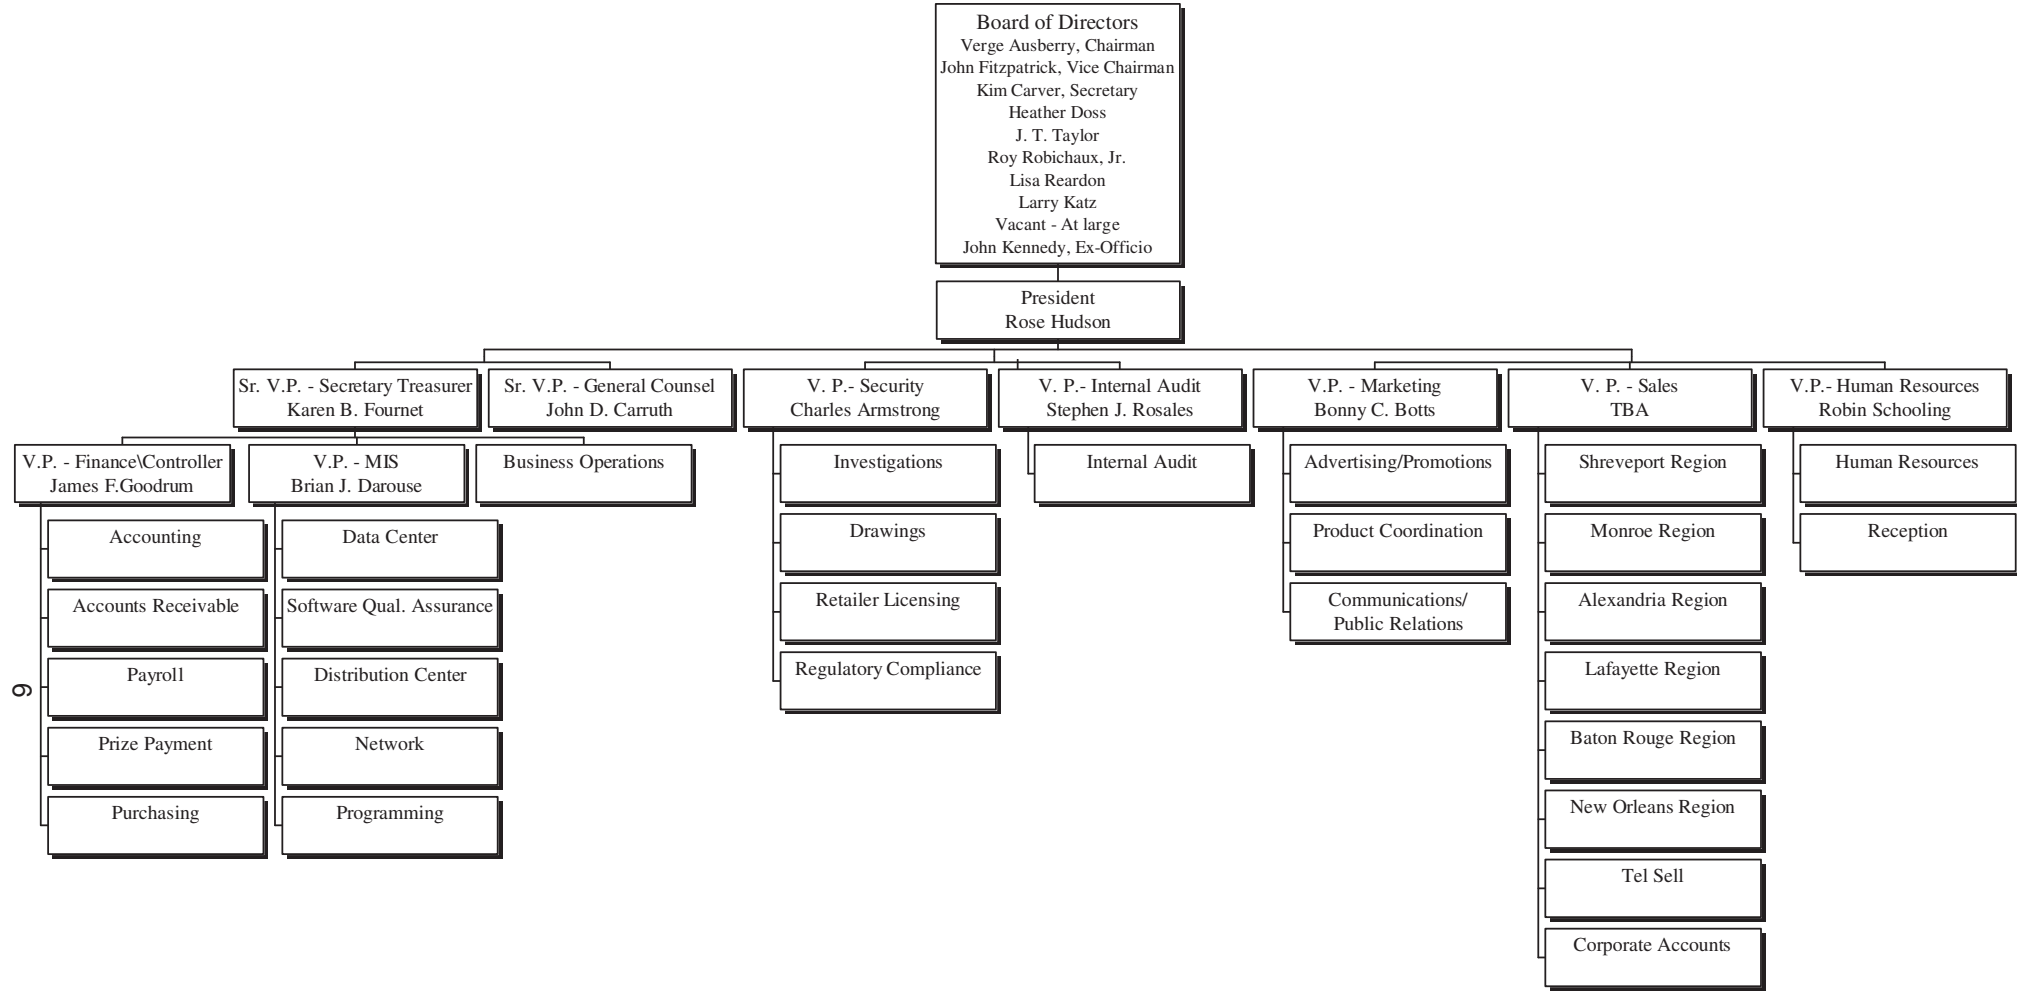 Board of Directors
Verge Ausberry, Chairman
John Fitzpatrick, Vice Chairman
Kim Carver, Secretary
Heather Doss
J. T. Taylor
Roy Robichaux, Jr.
Lisa Reardon
Larry Katz
Vacant - At large
John Kennedy, Ex-Officio
President
Rose Hudson
Sr. V.P. - Secretary Treasurer
Karen B. Fournet
Sr. V.P. - General Counsel
John D. Carruth
V. P.- Security
Charles Armstrong
V. P.- Internal Audit
Stephen J. Rosales
V.P. - Marketing
Bonny C. Botts
V. P. - Sales
TBA
V.P.- Human Resources
Robin Schooling
V.P. - Finance\Controller
James F.Goodrum
V.P. - MIS
Brian J. Darouse
Business Operations
Accounting
Accounts Receivable
Payroll
Prize Payment
Purchasing
Data Center
Software Qual. Assurance
Distribution Center
Network
Programming
Investigations
Drawings
Retailer Licensing
Regulatory Compliance
Internal Audit
Advertising/Promotions
Product Coordination
Communications/
Public Relations
Shreveport Region
Monroe Region
Alexandria Region
Lafayette Region
Baton Rouge Region
New Orleans Region
Tel Sell
Corporate Accounts
Human Resources
Reception
9